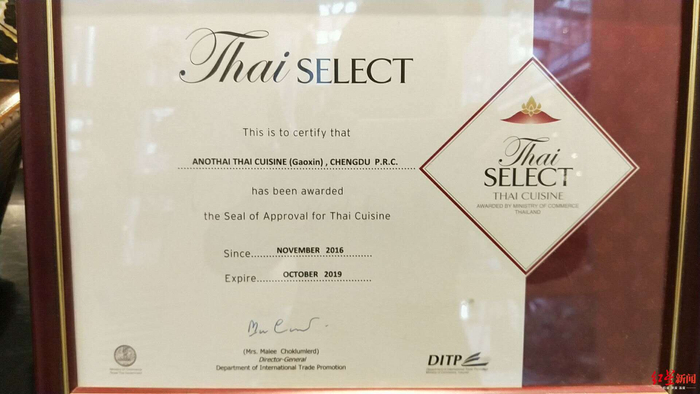 Thai SELECT
This is to certify that
ANOTHAI THAI CUISINE (Gaoxin) , CHENGDU P.R.C.
has been awarded
the Seal of Approval for Thai Cuisine
Since......NOVEMBER 2016......
Expire......OCTOBER 2019......
(Mrs. Malee Choklumlerd)
Director-General
Department of International Trade Promotion
DITP
Thai
SELECT
THAI CUISINE
AWARDED BY MINISTRY OF COMMERCE
THAILAND
红星新闻